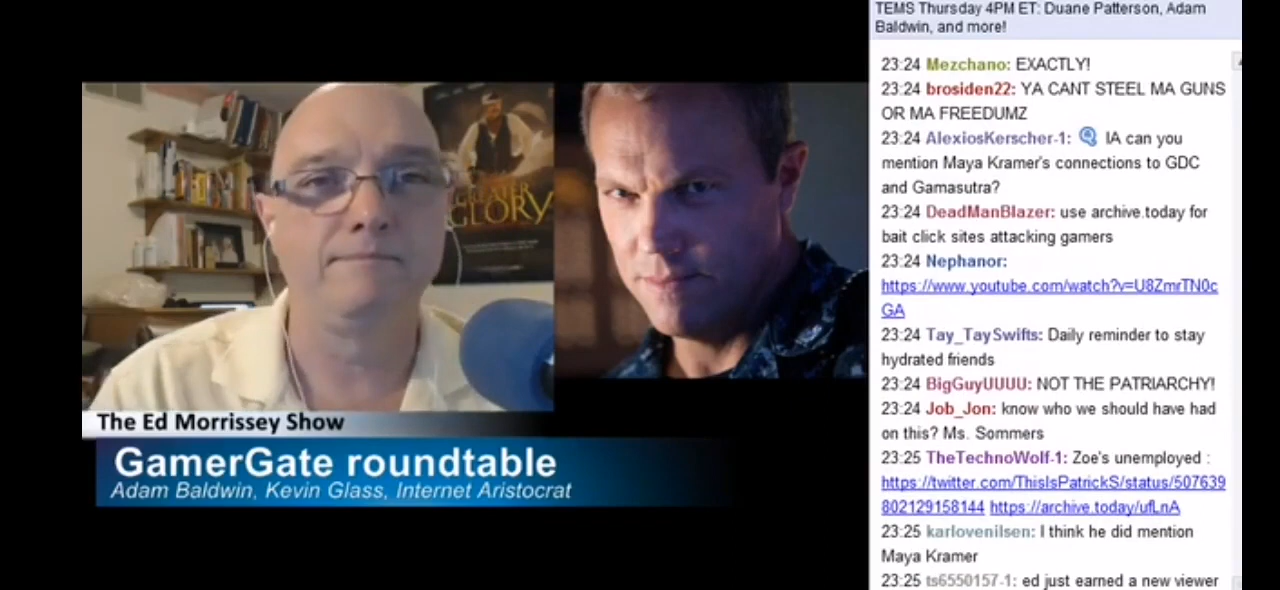 TEMS Thursday 4PM ET: Duane Patterson, Adam
Baldwin, and more!
23:24 Mezchano: EXACTLY!
23:24 brosiden22: YA CANT STEEL MA GUNS
OR MA FREEDUMZ
23:24 AlexiosKerscher-1: IA can you
mention Maya Kramer's connections to GDC
and Gamasutra?
23:24 DeadManBlazer: use archive.today for
bait click sites attacking gamers
23:24 Nephanor:
https://www.youtube.com/watch?v=U8ZmrTN0c
GA
23:24 Tay_TaySwifts: Daily reminder to stay
hydrated friends
23:24 BigGuyUUUU: NOT THE PATRIARCHY!
23:24 Job_Jon: know who we should have had
on this? Ms. Sommers
23:25 TheTechnoWolf-1: Zoe's unemployed :
https://twitter.com/ThisIsPatrickS/status/507639
802129158144 https://archive.today/ufLnA
23:25 karlovenilsen: I think he did mention
Maya Kramer
23:25 ts6550157-1: ed just earned a new viewer
GREATER
GLORY
The Ed Morrissey Show
GamerGate roundtable
Adam Baldwin, Kevin Glass, Internet Aristocrat